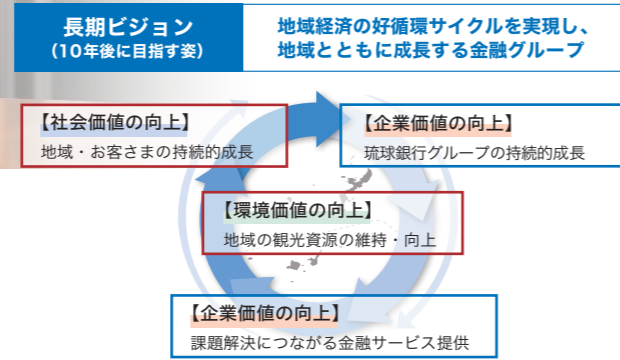 長期ビジョン
（10年後に目指す姿）
地域経済の好循環サイクルを実現し、
地域とともに成長する金融グループ
【社会価値の向上】
地域・お客さまの持続的成長
【企業価値の向上】
琉球銀行グループの持続的成長
【環境価値の向上】
地域の観光資源の維持・向上
【企業価値の向上】
課題解決につながる金融サービス提供